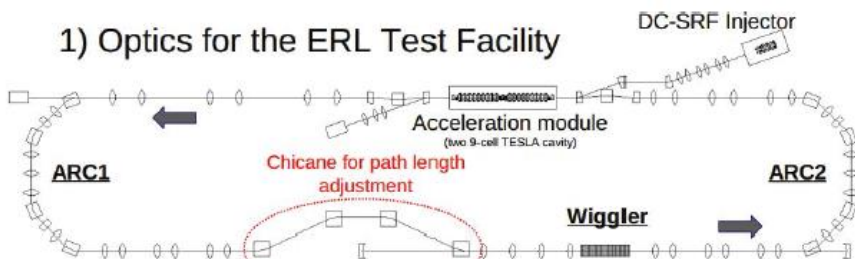 1) Optics for the ERL Test Facility
DC-SRF Injector
Acceleration module
(two 9-cell TESLA cavity)
Chicane for path length
adjustment
ARC1
ARC2
Wiggler